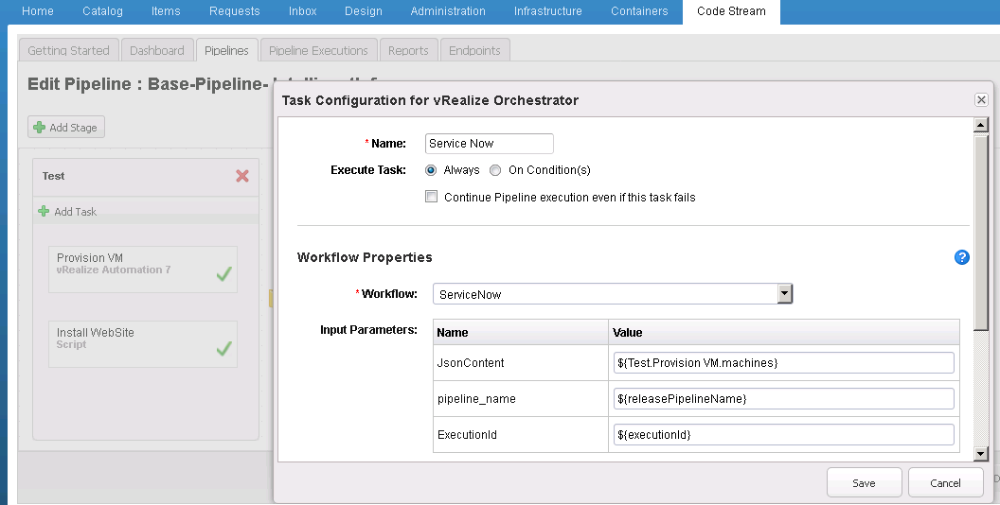 Home Catalog Items Requests Inbox Design Administration Infrastructure Containers Code Stream
Getting Started Dashboard Pipelines Pipeline Executions Reports Endpoints
Edit Pipeline : Base-Pipeline-
Task Configuration for vRealize Orchestrator
Add Stage
* Name: Service Now
Execute Task: Always On Condition(s)
Continue Pipeline execution even if this task fails
Test
Add Task
Provision VM
vRealize Automation 7
Install WebSite
Script
Workflow Properties
?
* Workflow: ServiceNow
Input Parameters: Name Value
JsonContent ${Test.Provision VM.machines}
pipeline_name ${releasePipelineName}
ExecutionId ${executionId}
Save Cancel